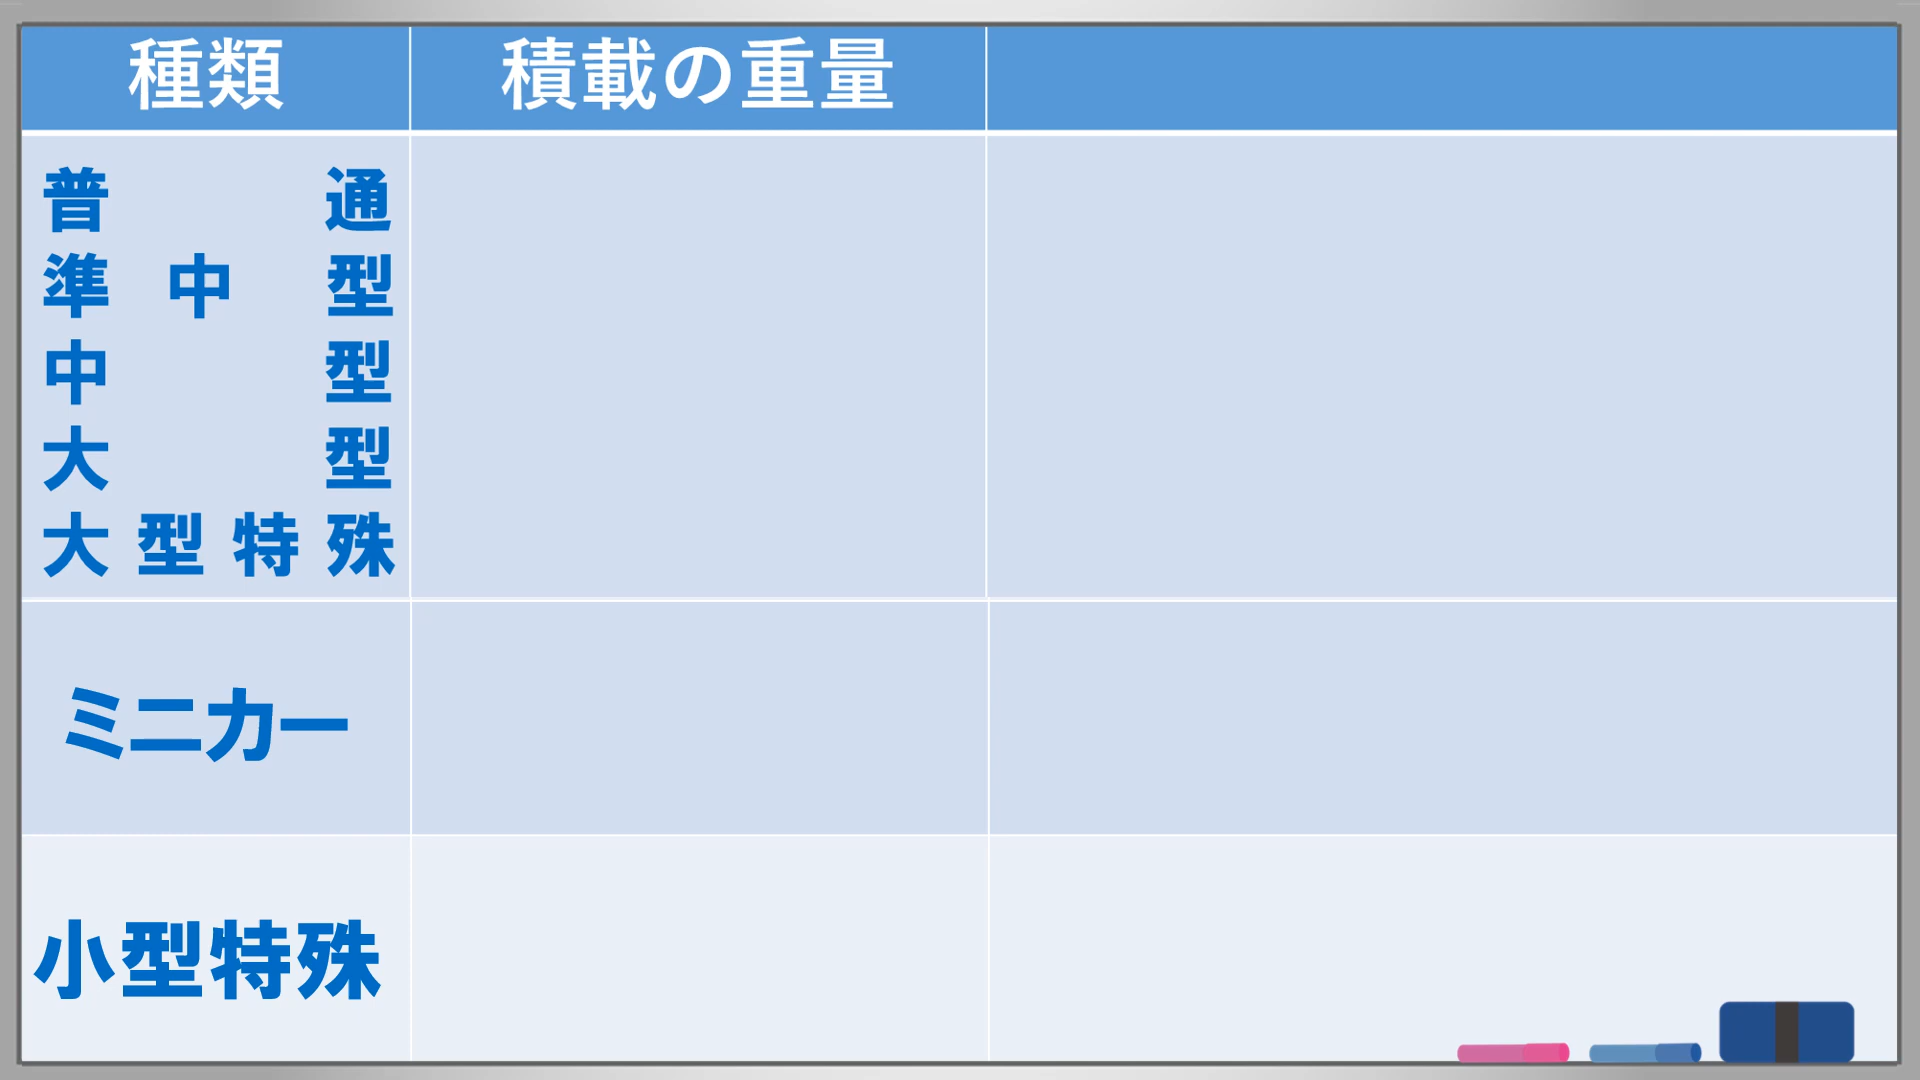 種類 積載の重量
普通
準中型
中型
大型
大型特殊
ミニカー
小型特殊